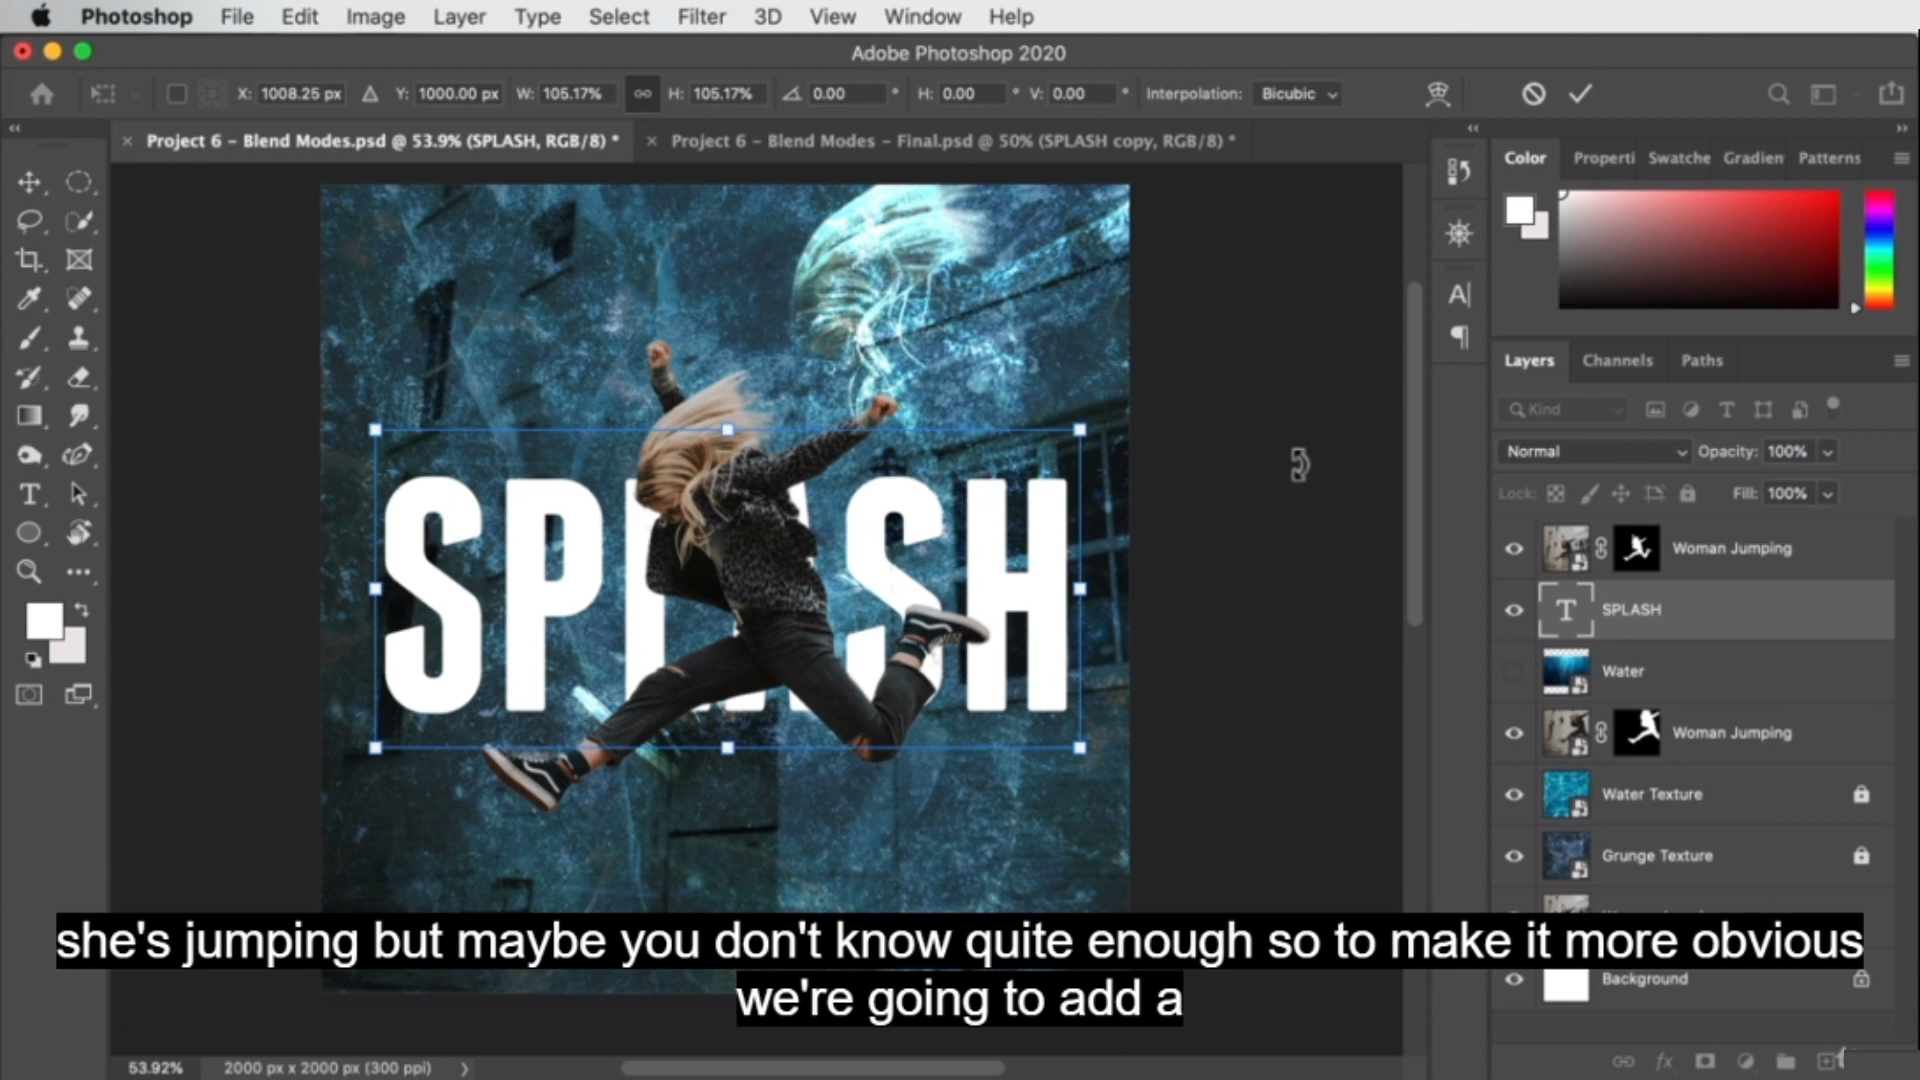 Photoshop File Edit Image Layer Type Select Filter 3D View Window Help
Adobe Photoshop 2020
X: 1008.25 px Y: 1000.00 px W: 105.17% H: 105.17% 0.00 ° H: 0.00 ° V: 0.00 ° Interpolation: Bicubic
Project 6 – Blend Modes.psd @ 53.9% (SPLASH, RGB/8) *
Project 6 – Blend Modes – Final.psd @ 50% (SPLASH copy, RGB/8) *
Color Properti Swatche Gradien Patterns
Layers Channels Paths
Kind
Normal Opacity: 100%
Lock: Fill: 100%
Woman Jumping
SPLASH
Water
Woman Jumping
Water Texture
Grunge Texture
Background
SPLASH
she's jumping but maybe you don't know quite enough so to make it more obvious
we're going to add a
53.92% 2000 px x 2000 px (300 ppi)